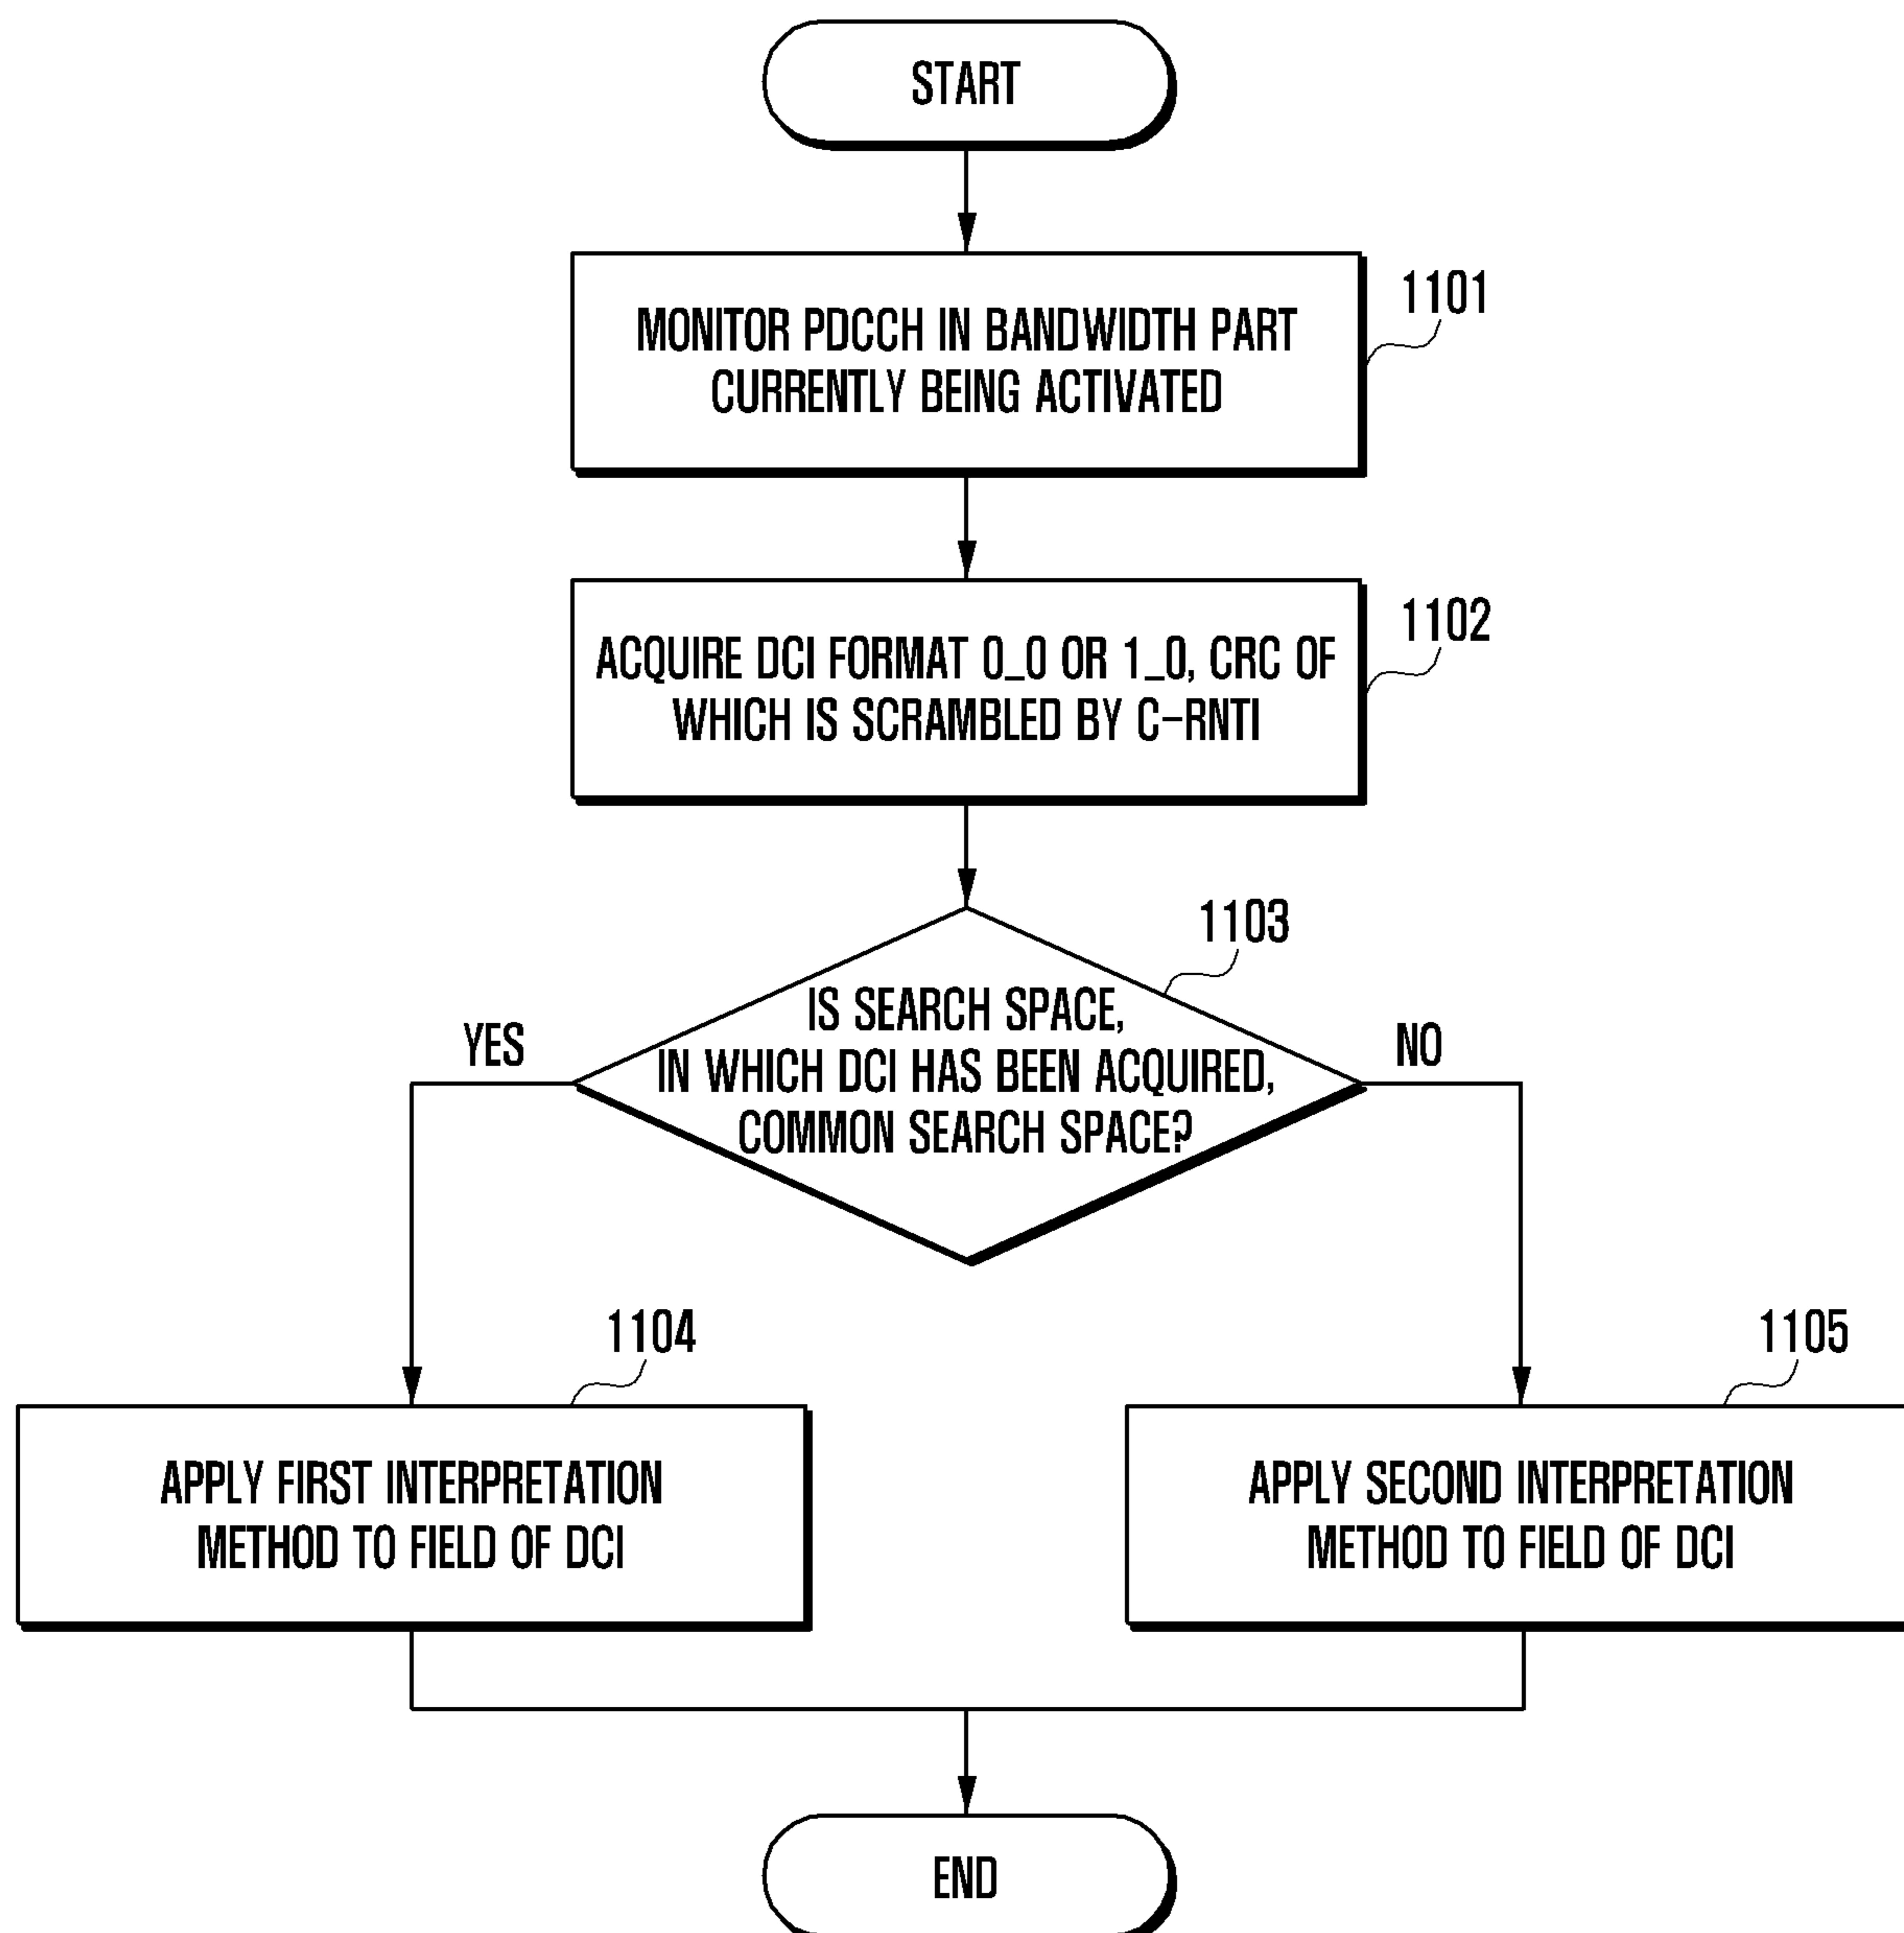 START
1101
MONITOR PDCCH IN BANDWIDTH PART
CURRENTLY BEING ACTIVATED
1102
ACQUIRE DCI FORMAT 0_0 OR 1_0, CRC OF
WHICH IS SCRAMBLED BY C-RNTI
1103
IS SEARCH SPACE,
IN WHICH DCI HAS BEEN ACQUIRED,
COMMON SEARCH SPACE?
YES
NO
1104
APPLY FIRST INTERPRETATION
METHOD TO FIELD OF DCI
1105
APPLY SECOND INTERPRETATION
METHOD TO FIELD OF DCI
END